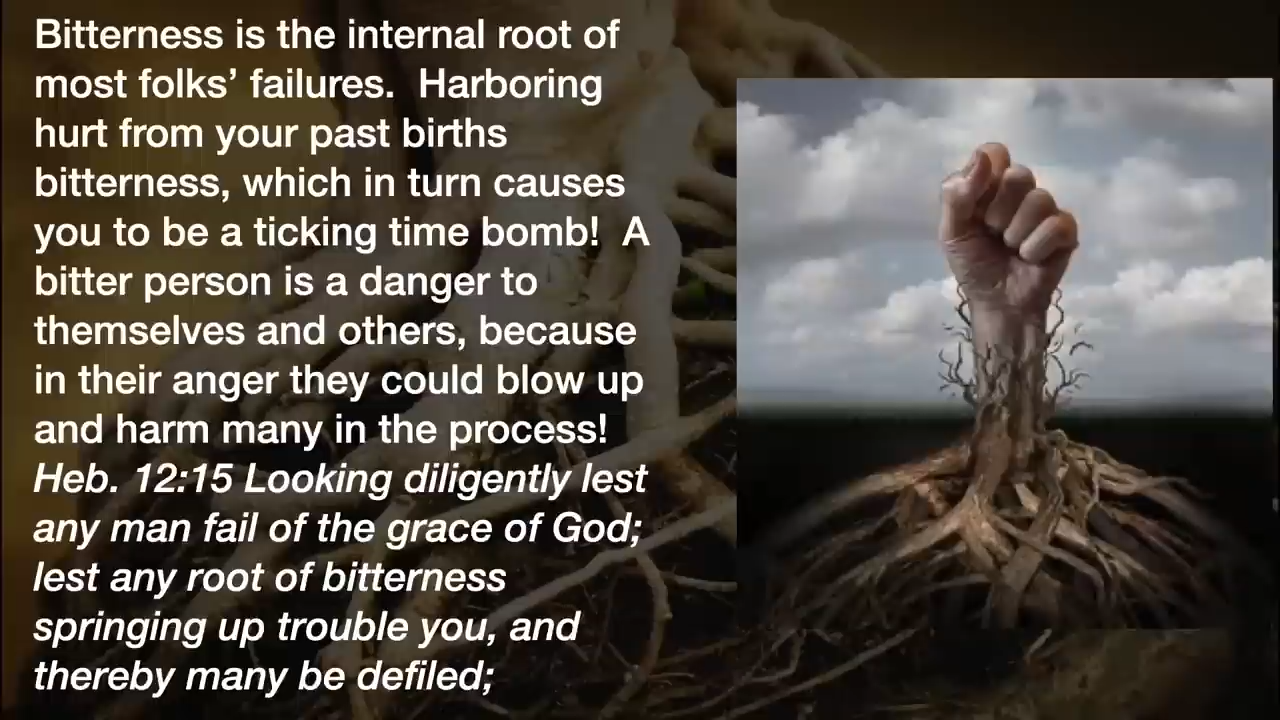 Bitterness is the internal root of
most folks’ failures.  Harboring
hurt from your past births
bitterness, which in turn causes
you to be a ticking time bomb!  A
bitter person is a danger to
themselves and others, because
in their anger they could blow up
and harm many in the process!
Heb. 12:15 Looking diligently lest
any man fail of the grace of God;
lest any root of bitterness
springing up trouble you, and
thereby many be defiled;